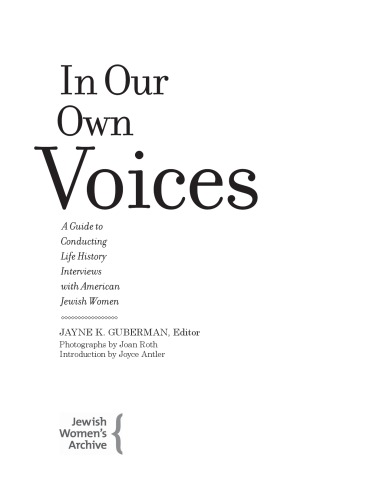 In Our
Own
Voices
A Guide to
Conducting
Life History
Interviews
with American
Jewish Women
JAYNE K. GUBERMAN, Editor
Photographs by Joan Roth
Introduction by Joyce Antler
Jewish
Women's
Archive